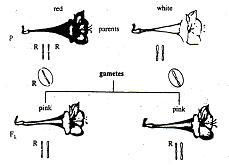 red white
P parents
R R
gametes
R
pink pink
F₁
R R